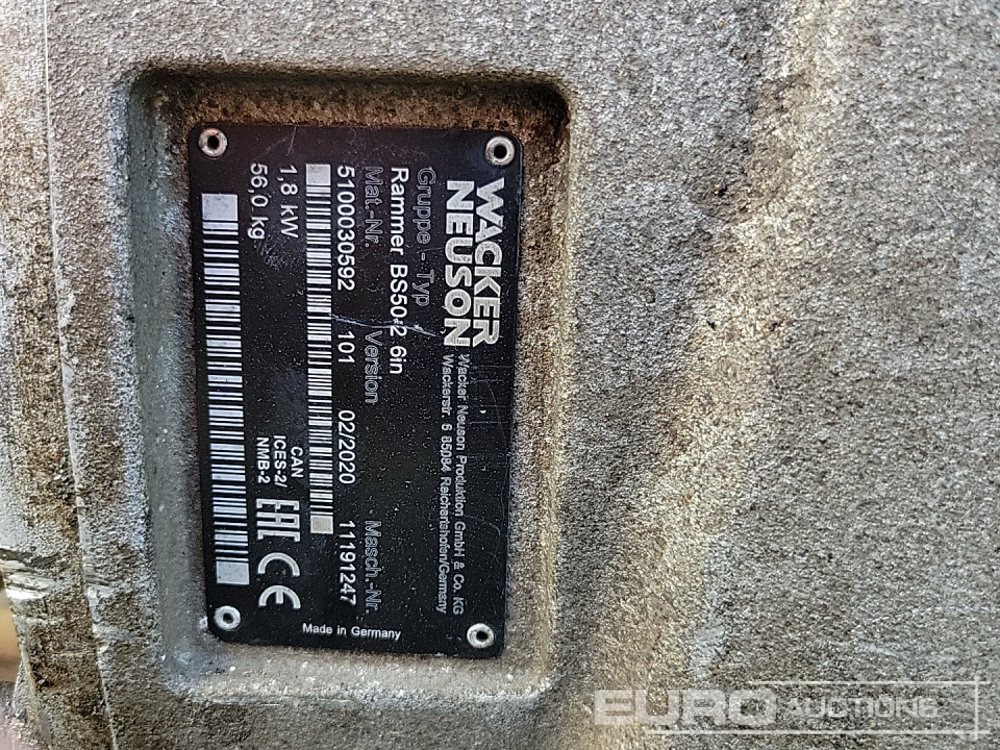 WACKER
NEUSON
Wacker Neuson Produktion GmbH & Co. KG
Wackerstr. 6 85084 Reichertshofen/Germany
Gruppe - Typ
Rammer BS50-2 6in
Mat.-Nr. Version Masch.-Nr.
5100030592 101 02/2020 11191247
1,8 kW
56,0 kg
CAN
ICES-2/
NMB-2
EAC CE
Made in Germany
EURO AUCTIONS